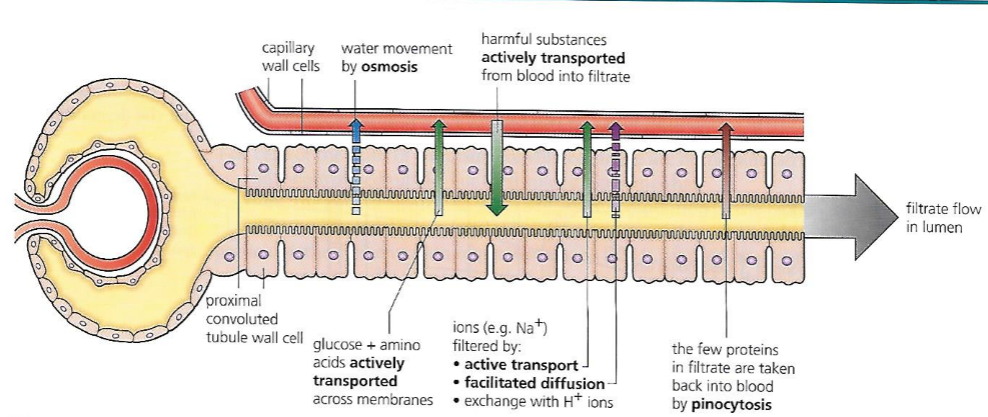 capillary
wall cells
water movement
by osmosis
harmful substances
actively transported
from blood into filtrate
filtrate flow
in lumen
proximal
convoluted
tubule wall cell
glucose + amino
acids actively
transported
across membranes
ions (e.g. Na⁺)
filtered by:
• active transport
• facilitated diffusion
• exchange with H⁺ ions
the few proteins
in filtrate are taken
back into blood
by pinocytosis